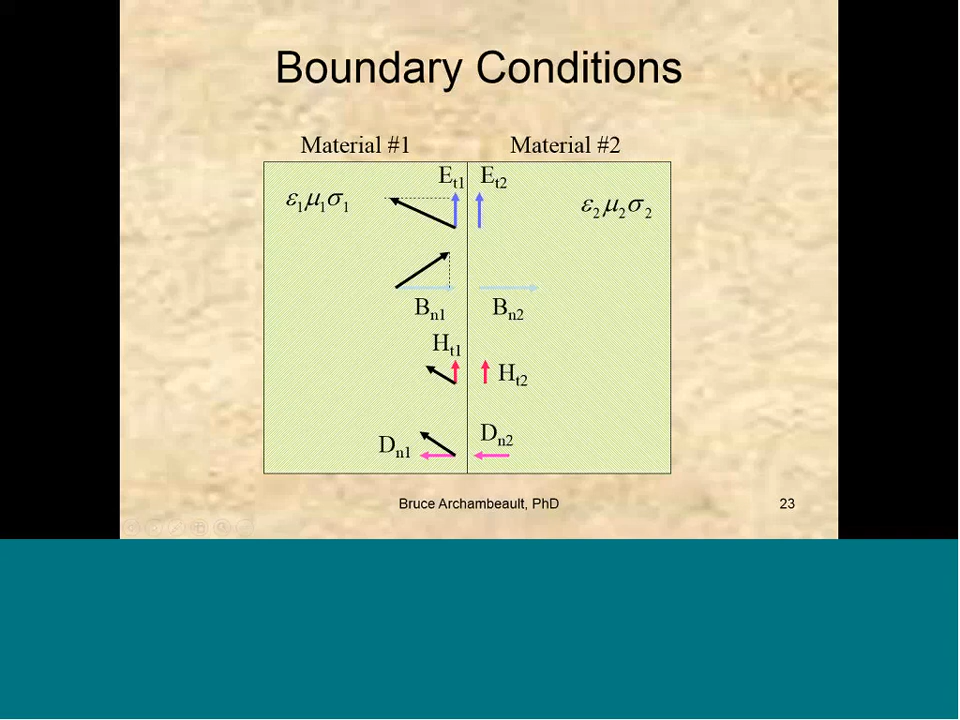 Boundary Conditions
Material #1 Material #2
Et1 Et2
ε1μ1σ1 ε2μ2σ2
Bn1 Bn2
Ht1
Ht2
Dn1 Dn2
Bruce Archambeault, PhD 23